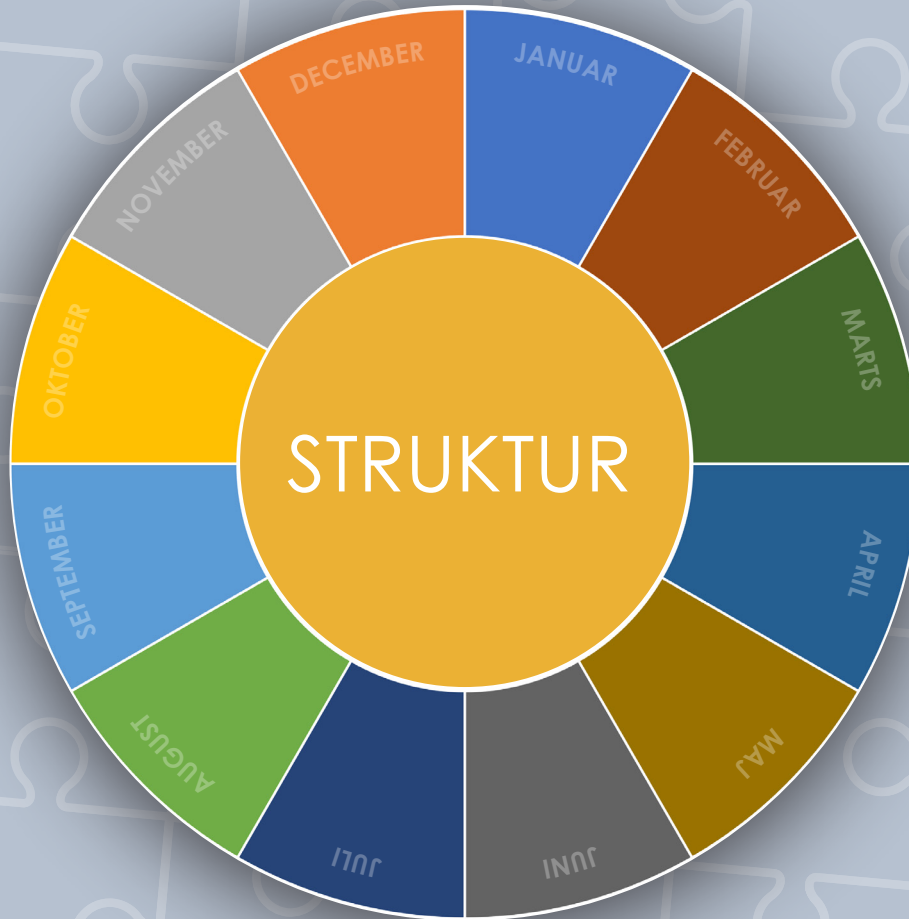 JANUAR
FEBRUAR
MARTS
APRIL
MAJ
JUNI
JULI
AUGUST
SEPTEMBER
OKTOBER
NOVEMBER
DECEMBER
STRUKTUR